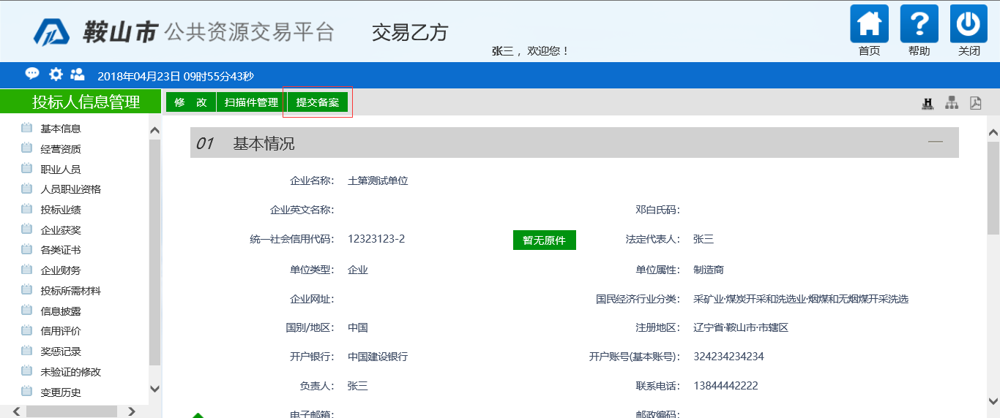 鞍山市 公共资源交易平台 交易乙方
张三 ，欢迎您！
首页 帮助 关闭
2018年04月23日 09时55分43秒
投标人信息管理
修 改 扫描件管理 提交备案
基本信息
经营资质
职业人员
人员职业资格
投标业绩
企业获奖
各类证书
企业财务
投标所需材料
信息披露
信用评价
奖惩记录
未验证的修改
变更历史
01 基本情况
企业名称： 土第测试单位
企业英文名称： 邓白氏码：
统一社会信用代码： 12323123-2 暂无原件 法定代表人： 张三
单位类型： 企业 单位属性： 制造商
企业网址： 国民经济行业分类： 采矿业·煤炭开采和洗选业·烟煤和无烟煤开采洗选
国别/地区： 中国 注册地区： 辽宁省·鞍山市·市辖区
开户银行： 中国建设银行 开户账号(基本账号)： 324234234234
负责人： 张三 联系电话： 13844442222
电子邮箱： 邮政编码：